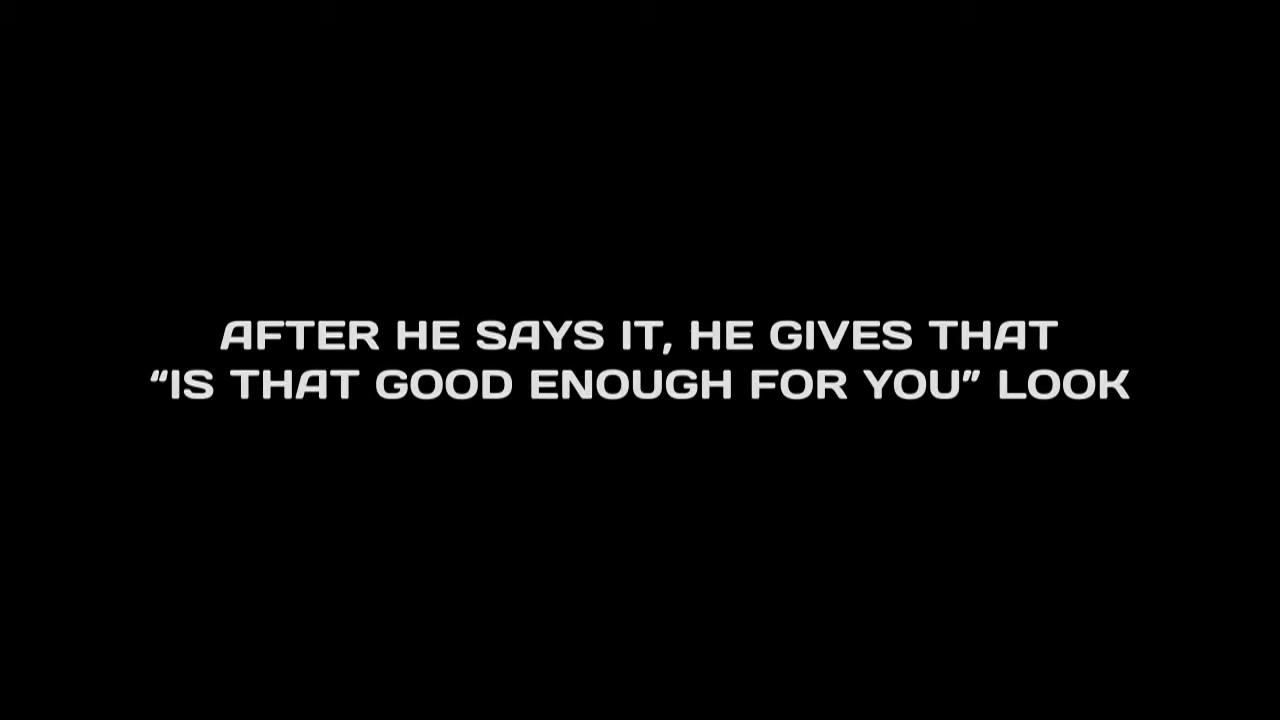 AFTER HE SAYS IT, HE GIVES THAT
“IS THAT GOOD ENOUGH FOR YOU” LOOK